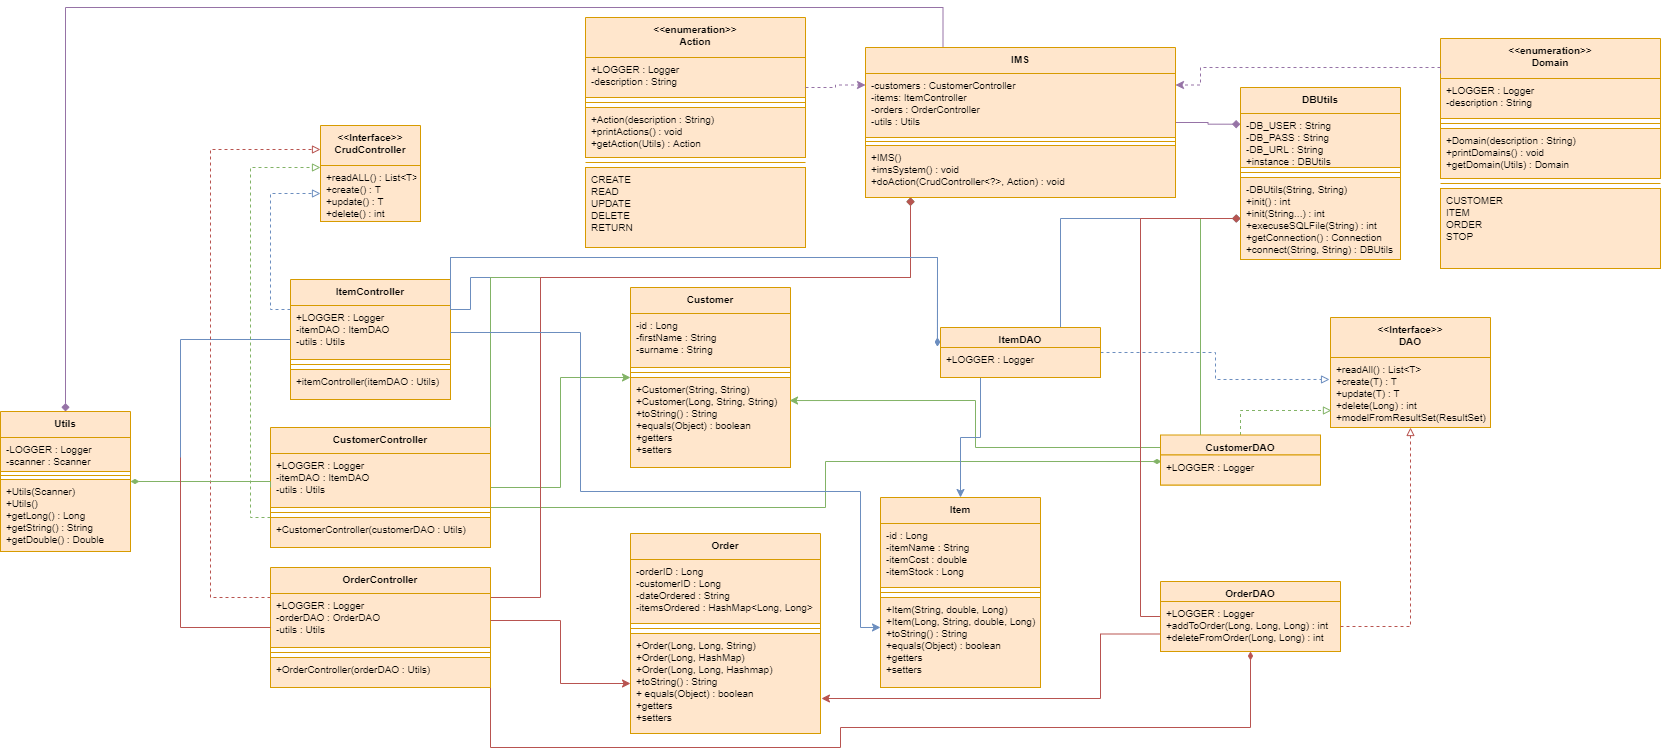 <<enumeration>>
Action
+LOGGER : Logger
-description : String
+Action(description : String)
+printActions() : void
+getAction(Utils) : Action
CREATE
READ
UPDATE
DELETE
RETURN
IMS
-customers : CustomerController
-items: ItemController
-orders : OrderController
-utils : Utils
+IMS()
+imsSystem() : void
+doAction(CrudController<?>, Action) : void
<<enumeration>>
Domain
+LOGGER : Logger
-description : String
+Domain(description : String)
+printDomains() : void
+getDomain(Utils) : Domain
CUSTOMER
ITEM
ORDER
STOP
DBUtils
-DB_USER : String
-DB_PASS : String
-DB_URL : String
+instance : DBUtils
-DBUtils(String, String)
+init() : int
+init(String...) : int
+execuseSQLFile(String) : int
+getConnection() : Connection
+connect(String, String) : DBUtils
<<Interface>>
CrudController
+readALL() : List<T>
+create() : T
+update() : T
+delete() : int
ItemController
+LOGGER : Logger
-itemDAO : ItemDAO
-utils : Utils
+itemController(itemDAO : Utils)
Customer
-id : Long
-firstName : String
-surname : String
+Customer(String, String)
+Customer(Long, String, String)
+toString() : String
+equals(Object) : boolean
+getters
+setters
ItemDAO
+LOGGER : Logger
<<Interface>>
DAO
+readAll() : List<T>
+create(T) : T
+update(T) : T
+delete(Long) : int
+modelFromResultSet(ResultSet)
Utils
-LOGGER : Logger
-scanner : Scanner
+Utils(Scanner)
+Utils()
+getLong() : Long
+getString() : String
+getDouble() : Double
CustomerController
+LOGGER : Logger
-itemDAO : ItemDAO
-utils : Utils
+CustomerController(customerDAO : Utils)
CustomerDAO
+LOGGER : Logger
Item
-id : Long
-itemName : String
-itemCost : double
-itemStock : Long
+Item(String, double, Long)
+Item(Long, String, double, Long)
+toString() : String
+equals(Object) : boolean
+getters
+setters
Order
-orderID : Long
-customerID : Long
-dateOrdered : String
-itemsOrdered : HashMap<Long, Long>
+Order(Long, Long, String)
+Order(Long, HashMap)
+Order(Long, Long, Hashmap)
+toString() : String
+ equals(Object) : boolean
+getters
+setters
OrderController
+LOGGER : Logger
-orderDAO : OrderDAO
-utils : Utils
+OrderController(orderDAO : Utils)
OrderDAO
+LOGGER : Logger
+addToOrder(Long, Long, Long) : int
+deleteFromOrder(Long, Long) : int